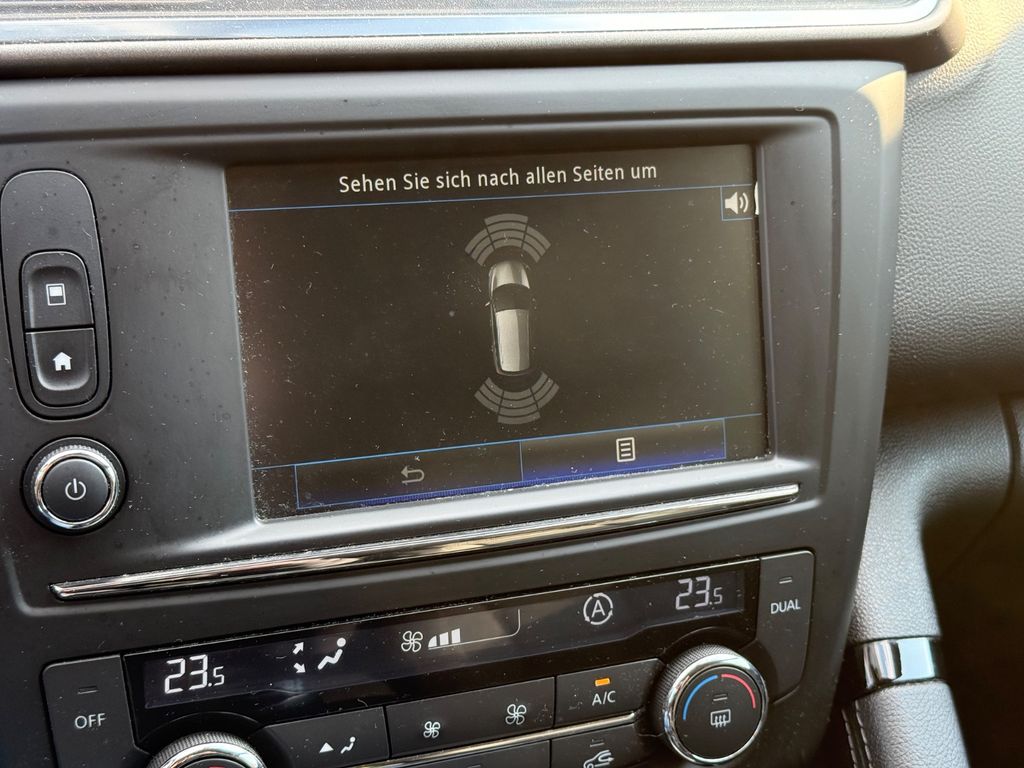 Sehen Sie sich nach allen Seiten um
23.5
A
23.5
DUAL
OFF
A/C